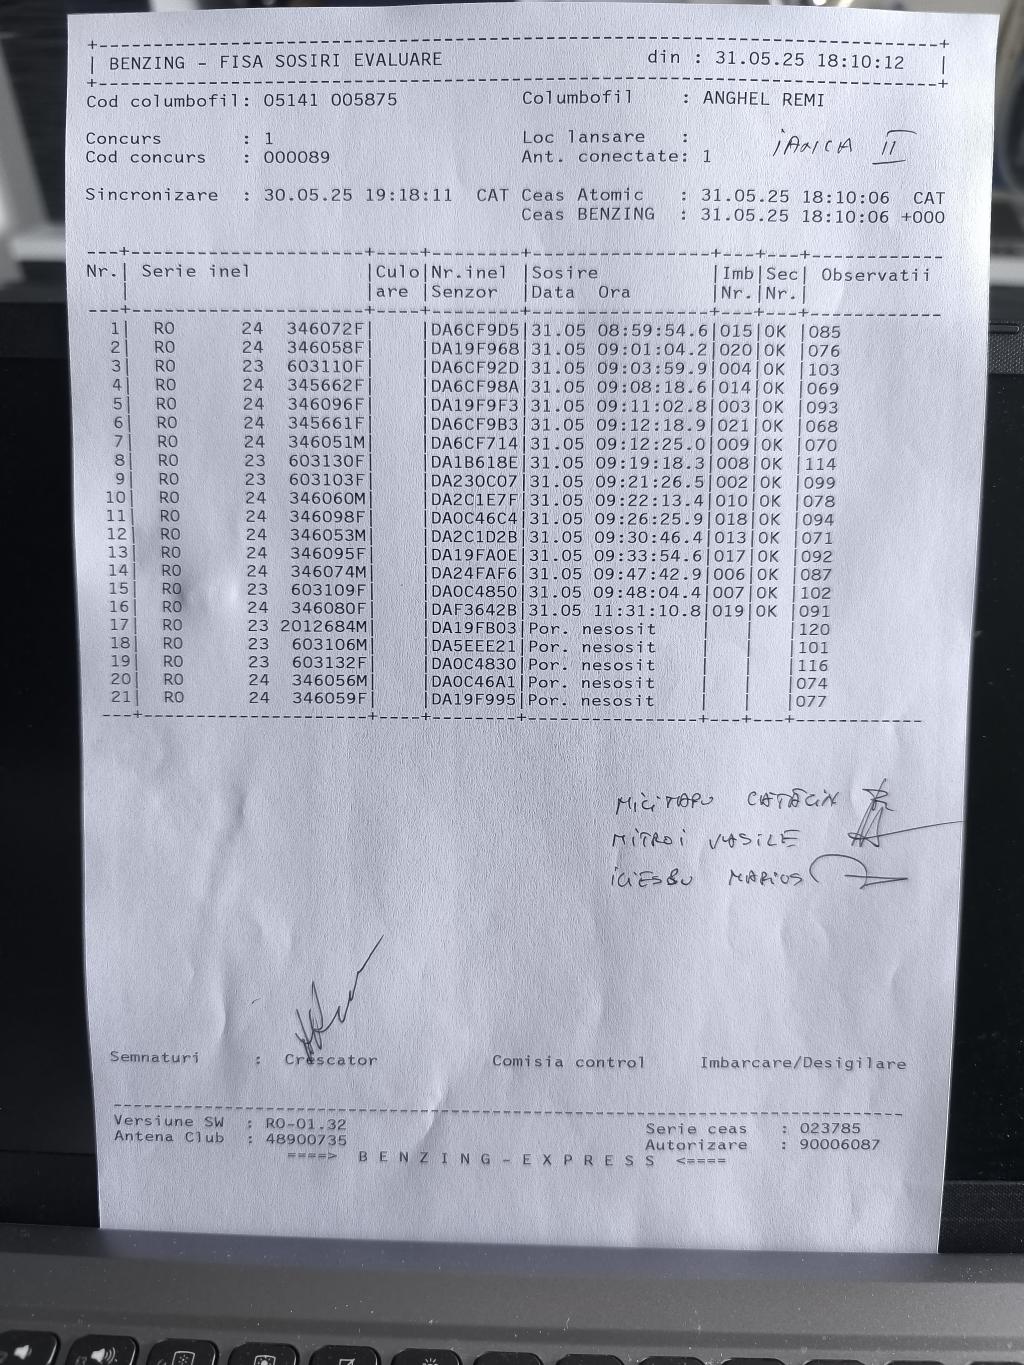 BENZING - FISA SOSIRI EVALUARE din : 31.05.25 18:10:12
Cod columbofil: 05141 005875 Columbofil : ANGHEL REMI
Concurs : 1 Loc lansare : IANCA II
Cod concurs : 000089 Ant. conectate: 1
Sincronizare : 30.05.25 19:18:11 CAT Ceas Atomic : 31.05.25 18:10:06 CAT
Ceas BENZING : 31.05.25 18:10:06 +000
Nr.| Serie inel |Culo|Nr.inel |Sosire |Imb|Sec| Observatii
|are |Senzor |Data Ora |Nr.|Nr.|
1| RO 24 346072F| |DA6CF9D5|31.05 08:59:54.6|015|OK |085
2| RO 24 346058F| |DA19F968|31.05 09:01:04.2|020|OK |076
3| RO 23 603110F| |DA6CF92D|31.05 09:03:59.9|004|OK |103
4| RO 24 345662F| |DA6CF98A|31.05 09:08:18.6|014|OK |069
5| RO 24 346096F| |DA19F9F3|31.05 09:11:02.8|003|OK |093
6| RO 24 345661F| |DA6CF9B3|31.05 09:12:18.9|021|OK |068
7| RO 24 346051M| |DA6CF714|31.05 09:12:25.0|009|OK |070
8| RO 23 603130F| |DA1B618E|31.05 09:19:18.3|008|OK |114
9| RO 23 603103F| |DA230C07|31.05 09:21:26.5|002|OK |099
10| RO 24 346060M| |DA2C1E7F|31.05 09:22:13.4|010|OK |078
11| RO 24 346098F| |DA0C46C4|31.05 09:26:25.9|018|OK |094
12| RO 24 346053M| |DA2C1D2B|31.05 09:30:46.4|013|OK |071
13| RO 24 346095F| |DA19FA0E|31.05 09:33:54.6|017|OK |092
14| RO 24 346074M| |DA24FAF6|31.05 09:47:42.9|006|OK |087
15| RO 23 603109F| |DA0C4850|31.05 09:48:04.4|007|OK |102
16| RO 24 346080F| |DAF3642B|31.05 11:31:10.8|019|OK |091
17| RO 23 2012684M| |DA19FB03|Por. nesosit | | |120
18| RO 23 603106M| |DA5EEE21|Por. nesosit | | |101
19| RO 23 603132F| |DA0C4830|Por. nesosit | | |116
20| RO 24 346056M| |DA0C46A1|Por. nesosit | | |074
21| RO 24 346059F| |DA19F995|Por. nesosit | | |077
MILITARU CATALIN
MITROI VASILE
ILIESCU MARIUS
Semnaturi : Crescator Comisia control Imbarcare/Desigilare
Versiune SW : RO-01.32 Serie ceas : 023785
Antena Club : 48900735 Autorizare : 90006087
====> B E N Z I N G - E X P R E S S <====